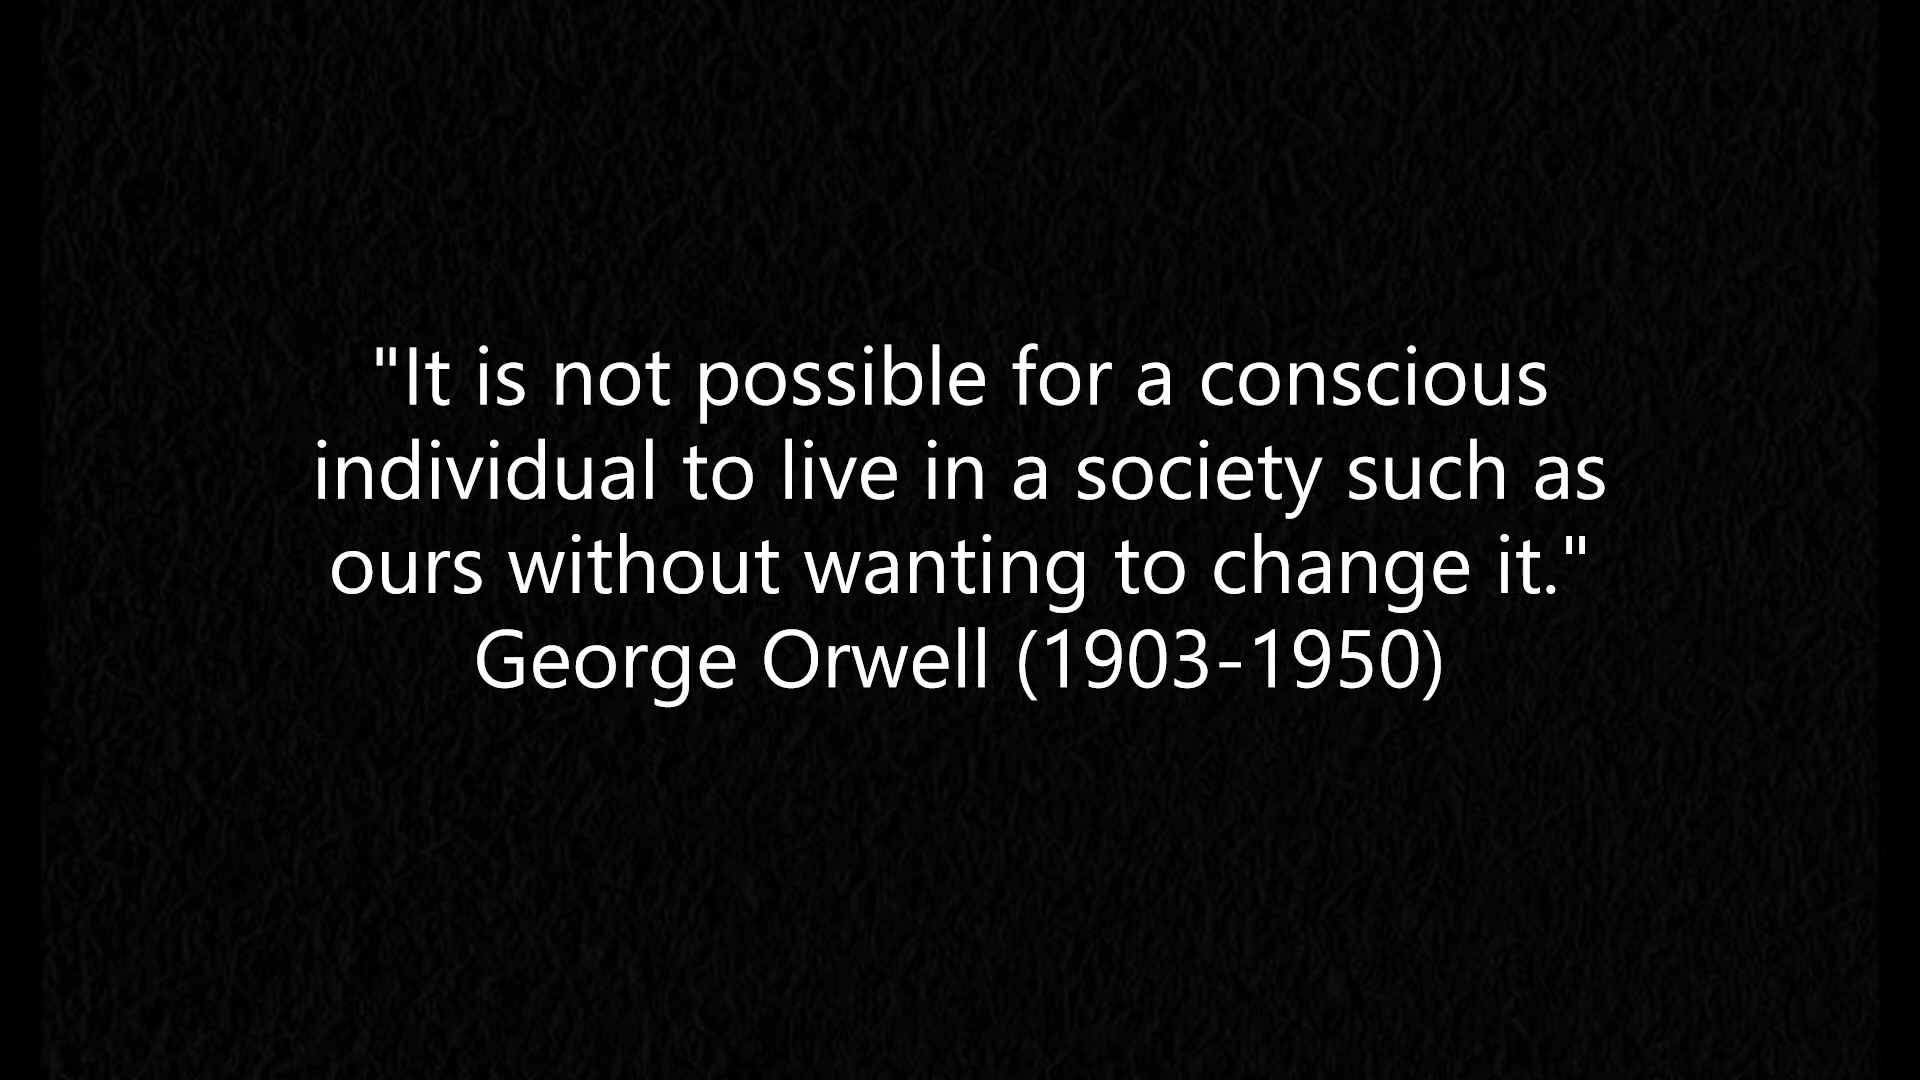 "It is not possible for a conscious
individual to live in a society such as
ours without wanting to change it."
George Orwell (1903-1950)